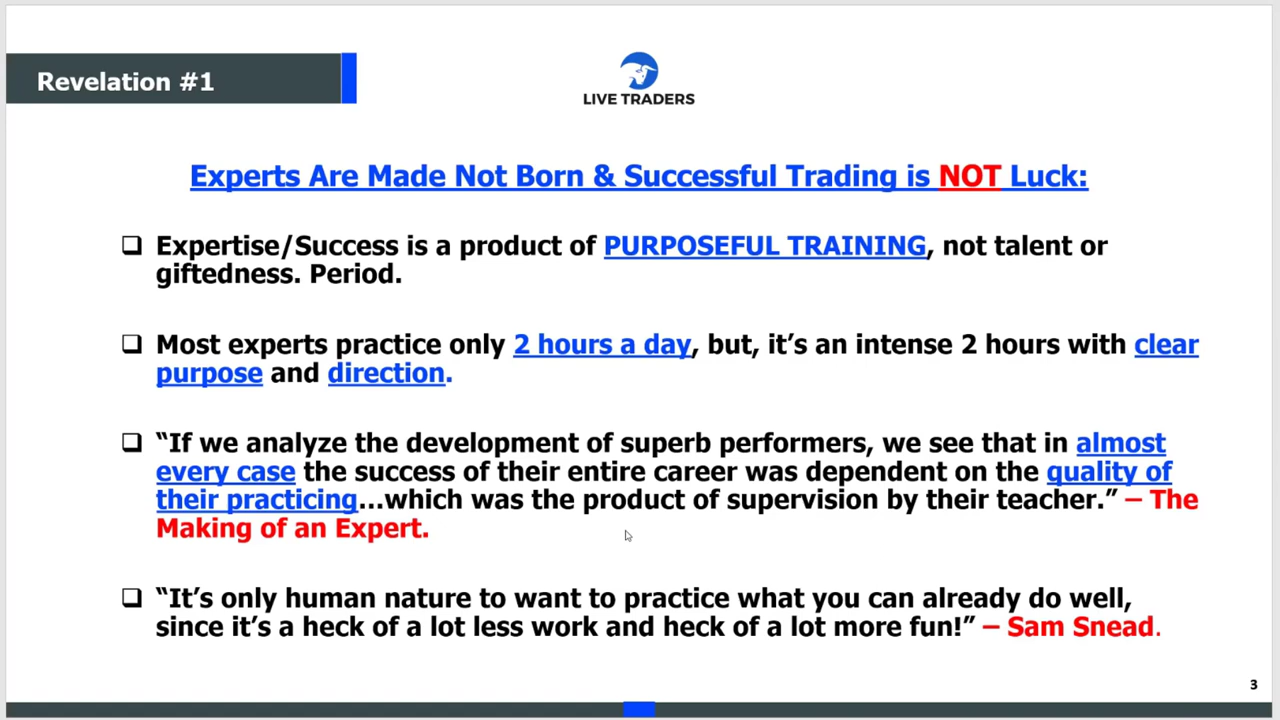 Revelation #1
LIVE TRADERS
Experts Are Made Not Born & Successful Trading is NOT Luck:
❑ Expertise/Success is a product of PURPOSEFUL TRAINING, not talent or
giftedness. Period.
❑ Most experts practice only 2 hours a day, but, it’s an intense 2 hours with clear
purpose and direction.
❑ “If we analyze the development of superb performers, we see that in almost
every case the success of their entire career was dependent on the quality of
their practicing…which was the product of supervision by their teacher.” – The
Making of an Expert.
❑ “It’s only human nature to want to practice what you can already do well,
since it’s a heck of a lot less work and heck of a lot more fun!” – Sam Snead.
3